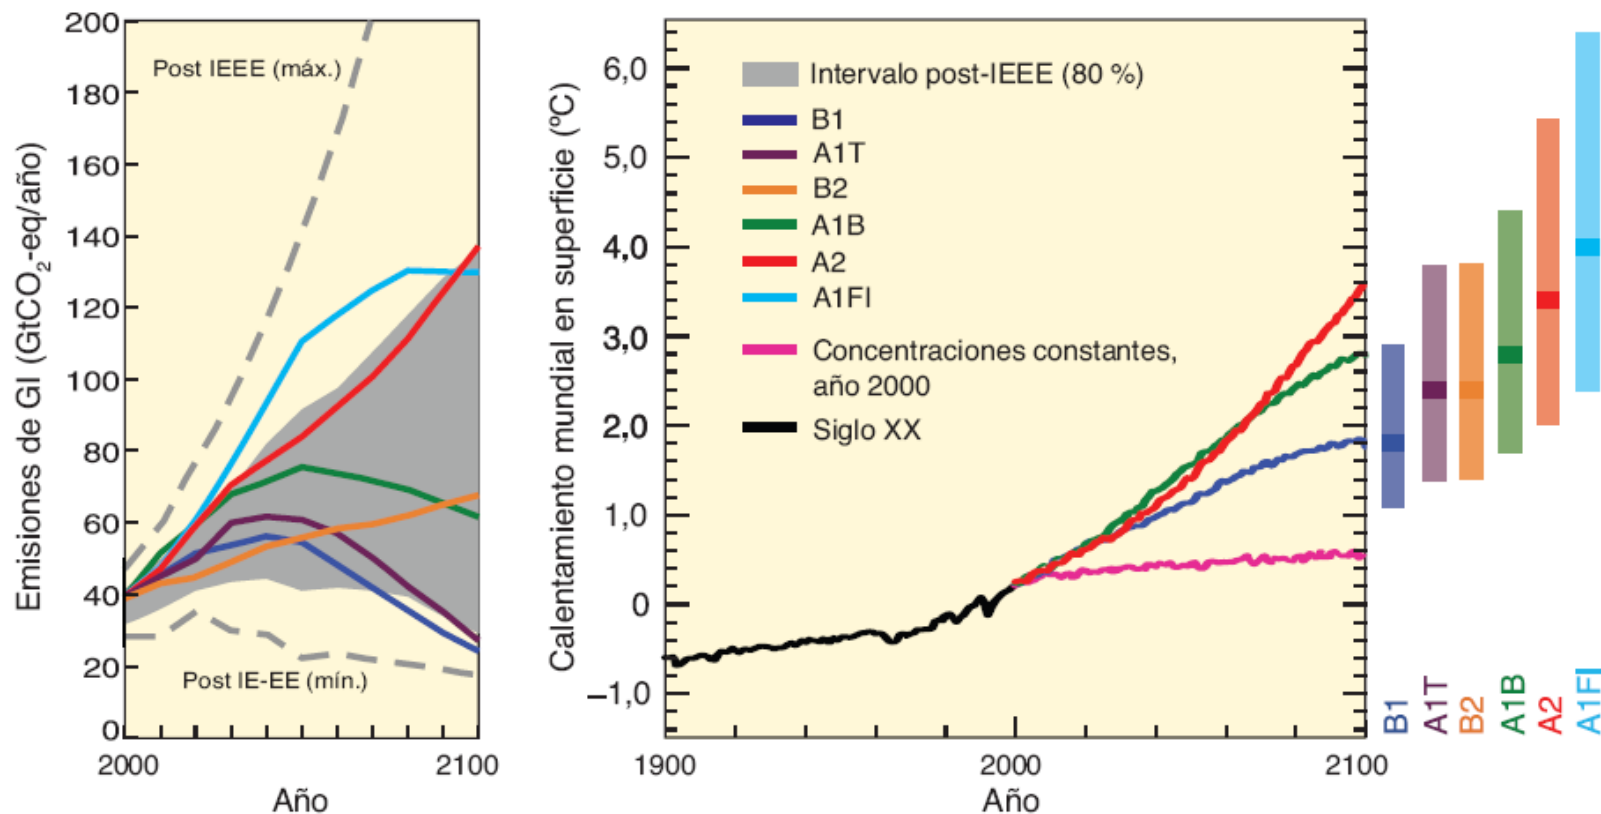 Emisiones de GI (GtCO2-eq/año)
200
180
160
140
120
100
80
60
40
20
0
Post IEEE (máx.)
Post IE-EE (mín.)
2000
2100
Año
Calentamiento mundial en superficie (ºC)
6,0
5,0
4,0
3,0
2,0
1,0
0
−1,0
Intervalo post-IEEE (80 %)
B1
A1T
B2
A1B
A2
A1FI
Concentraciones constantes,
año 2000
Siglo XX
1900
2000
2100
Año
B1
A1T
B2
A1B
A2
A1FI